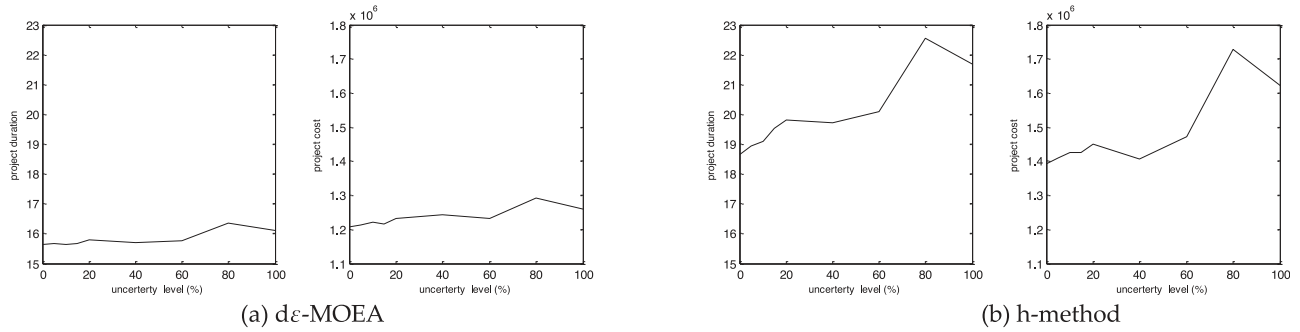 23
22
21
20
19
18
17
16
15
project duration
0 20 40 60 80 100
uncerterty level (%)
x 10^6
1.8
1.7
1.6
1.5
1.4
1.3
1.2
1.1
project cost
0 20 40 60 80 100
uncerterty level (%)
(a) dε-MOEA
23
22
21
20
19
18
17
16
15
project duration
0 20 40 60 80 100
uncerterty level (%)
x 10^6
1.8
1.7
1.6
1.5
1.4
1.3
1.2
1.1
project cost
0 20 40 60 80 100
uncerterty level (%)
(b) h-method